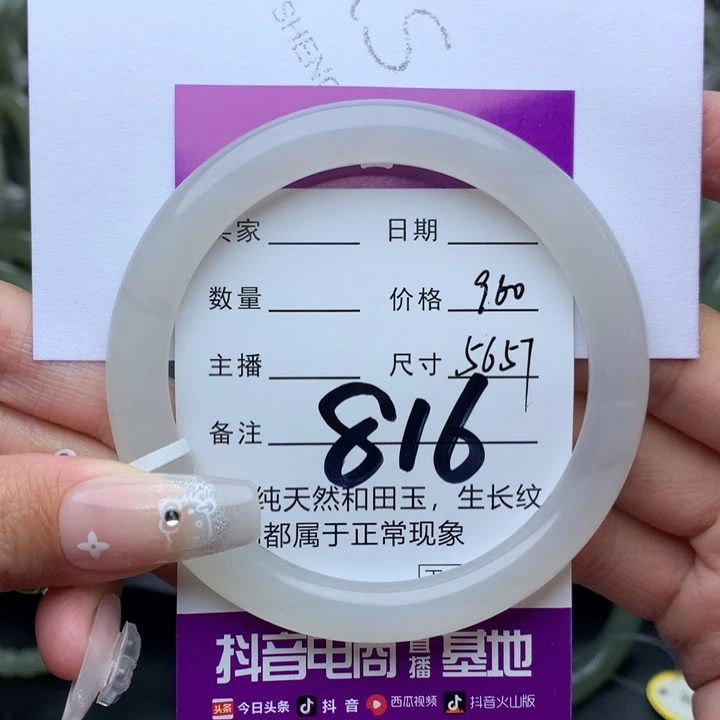 S
SHENG
家 日期
数量 价格 960
主播 尺寸 5657
备注 816
纯天然和田玉，生长纹
都属于正常现象
抖音电商直播基地
头条 今日头条 抖音 西瓜视频 抖音火山版